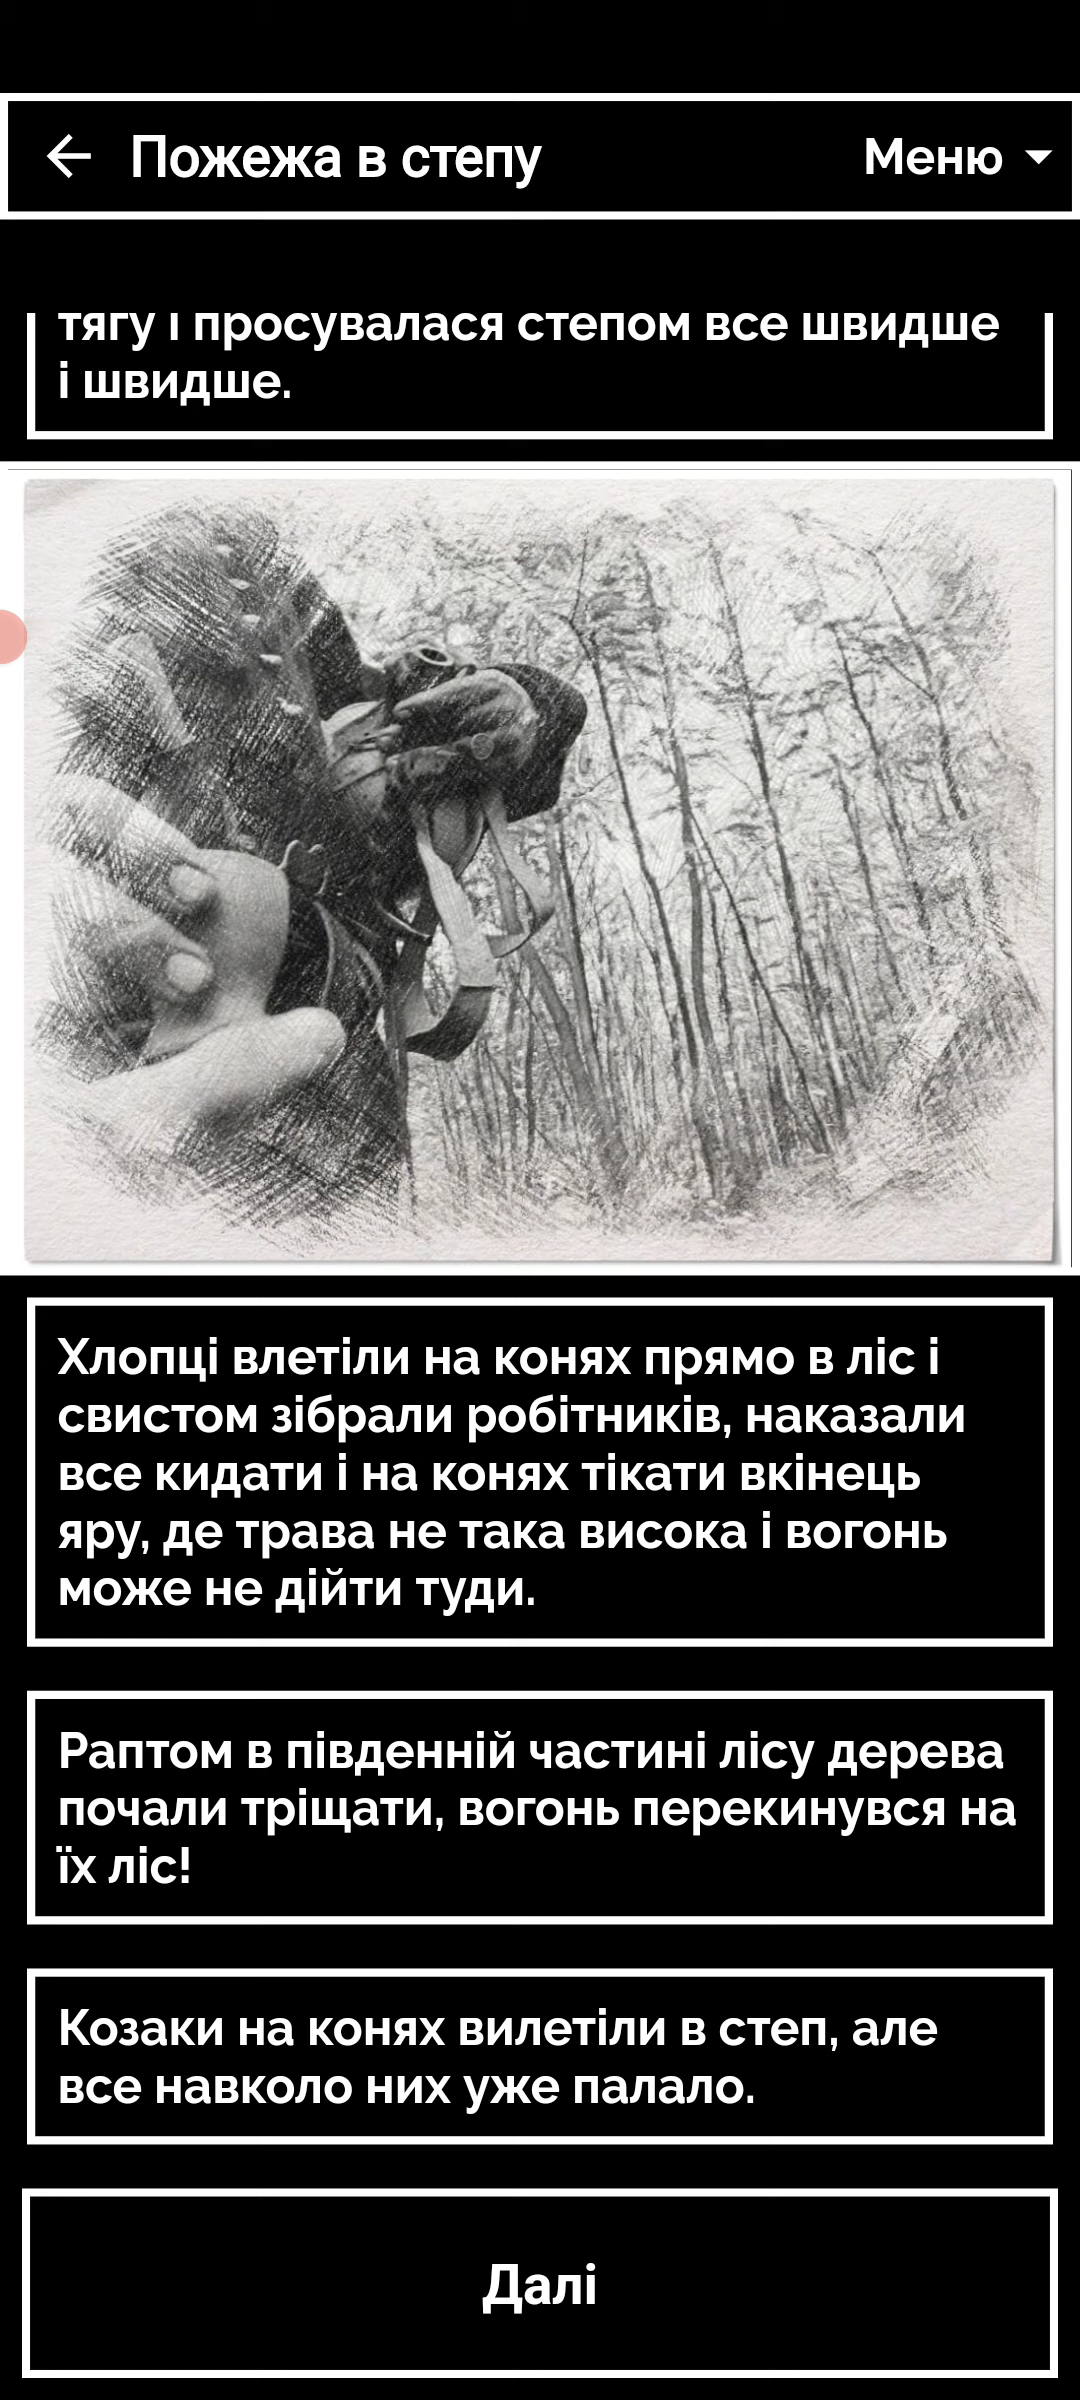 Пожежа в степу
Меню
тягу і просувалася степом все швидше
і швидше.
Хлопці влетіли на конях прямо в ліс і
свистом зібрали робітників, наказали
все кидати і на конях тікати вкінець
яру, де трава не така висока і вогонь
може не дійти туди.
Раптом в південній частині лісу дерева
почали тріщати, вогонь перекинувся на
їх ліс!
Козаки на конях вилетіли в степ, але
все навколо них уже палало.
Далі